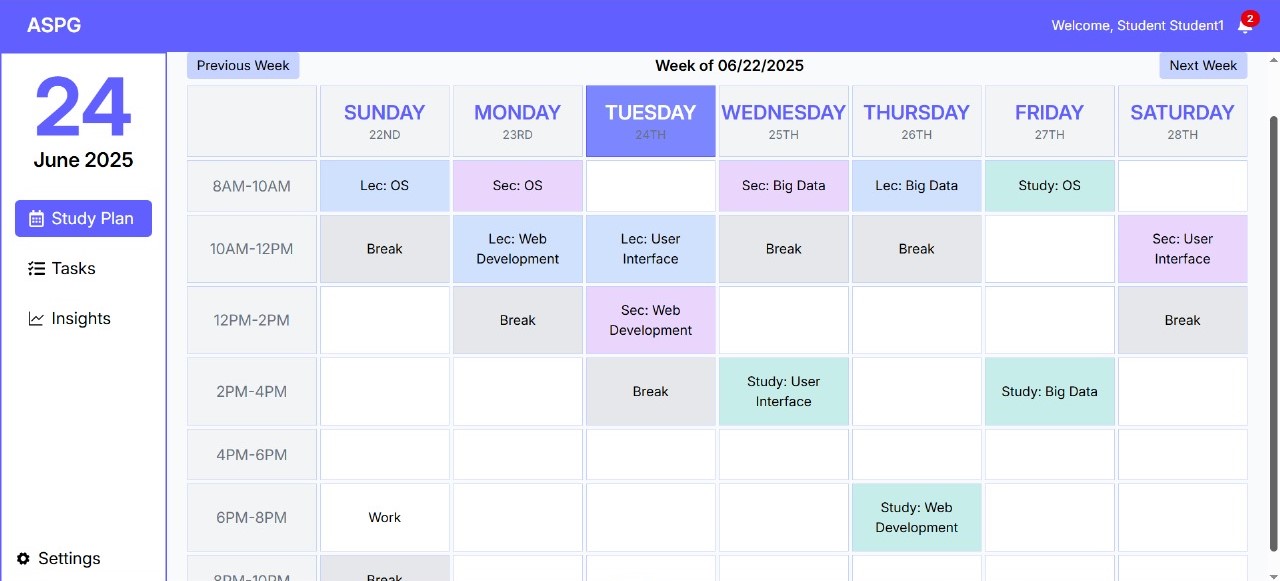 ASPG
Welcome, Student Student1
2
24
June 2025
Study Plan
Tasks
Insights
Settings
Previous Week
Week of 06/22/2025
Next Week
SUNDAY MONDAY TUESDAY WEDNESDAY THURSDAY FRIDAY SATURDAY
22ND 23RD 24TH 25TH 26TH 27TH 28TH
8AM-10AM Lec: OS Sec: OS Sec: Big Data Lec: Big Data Study: OS
10AM-12PM Break Lec: Web Development Lec: User Interface Break Break Sec: User Interface
12PM-2PM Break Sec: Web Development Break
2PM-4PM Break Study: User Interface Study: Big Data
4PM-6PM
6PM-8PM Work Study: Web Development
8PM-10PM Break